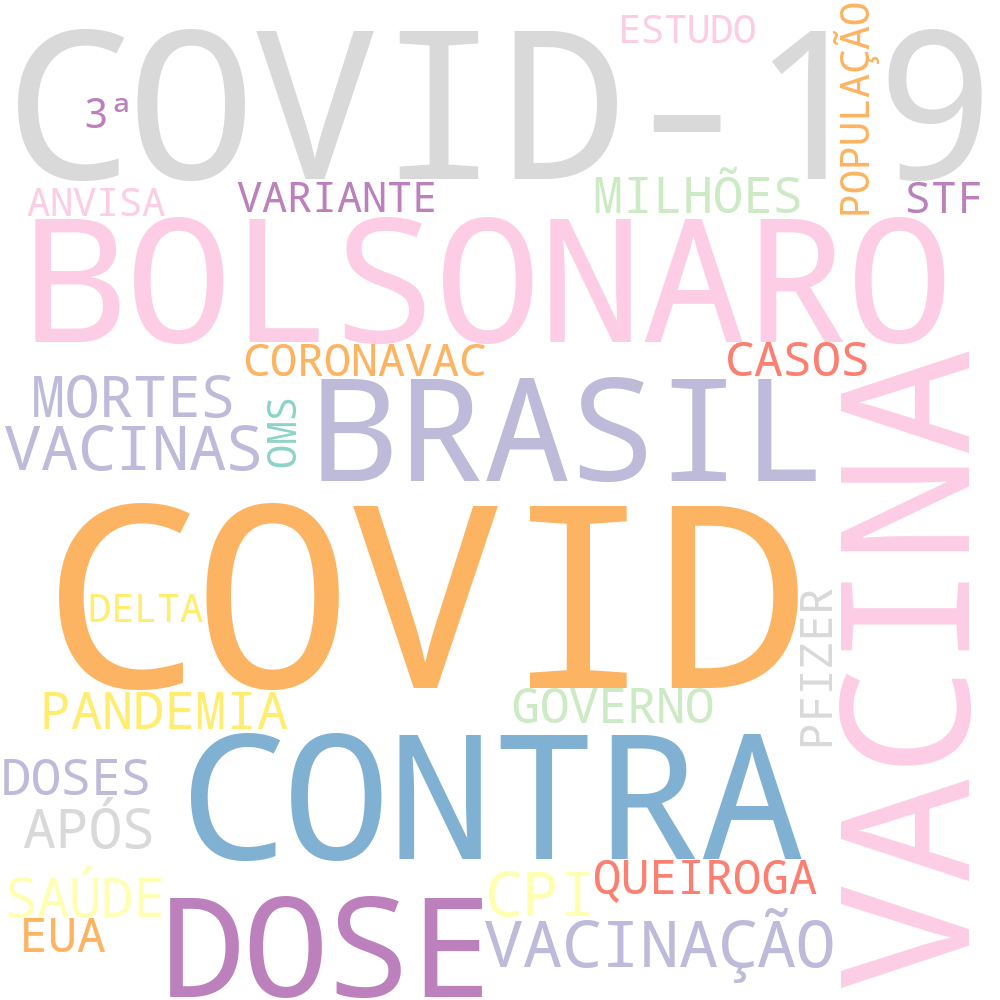 COVID-19
ESTUDO
POPULAÇÃO
3ª
ANVISA
VARIANTE
MILHÕES
STF
BOLSONARO
CORONAVAC
CASOS
MORTES
VACINAS
OMS
BRASIL
VACINA
COVID
DELTA
PFIZER
PANDEMIA
GOVERNO
CONTRA
DOSES
APÓS
SAÚDE
EUA
DOSE
CPI
QUEIROGA
VACINAÇÃO